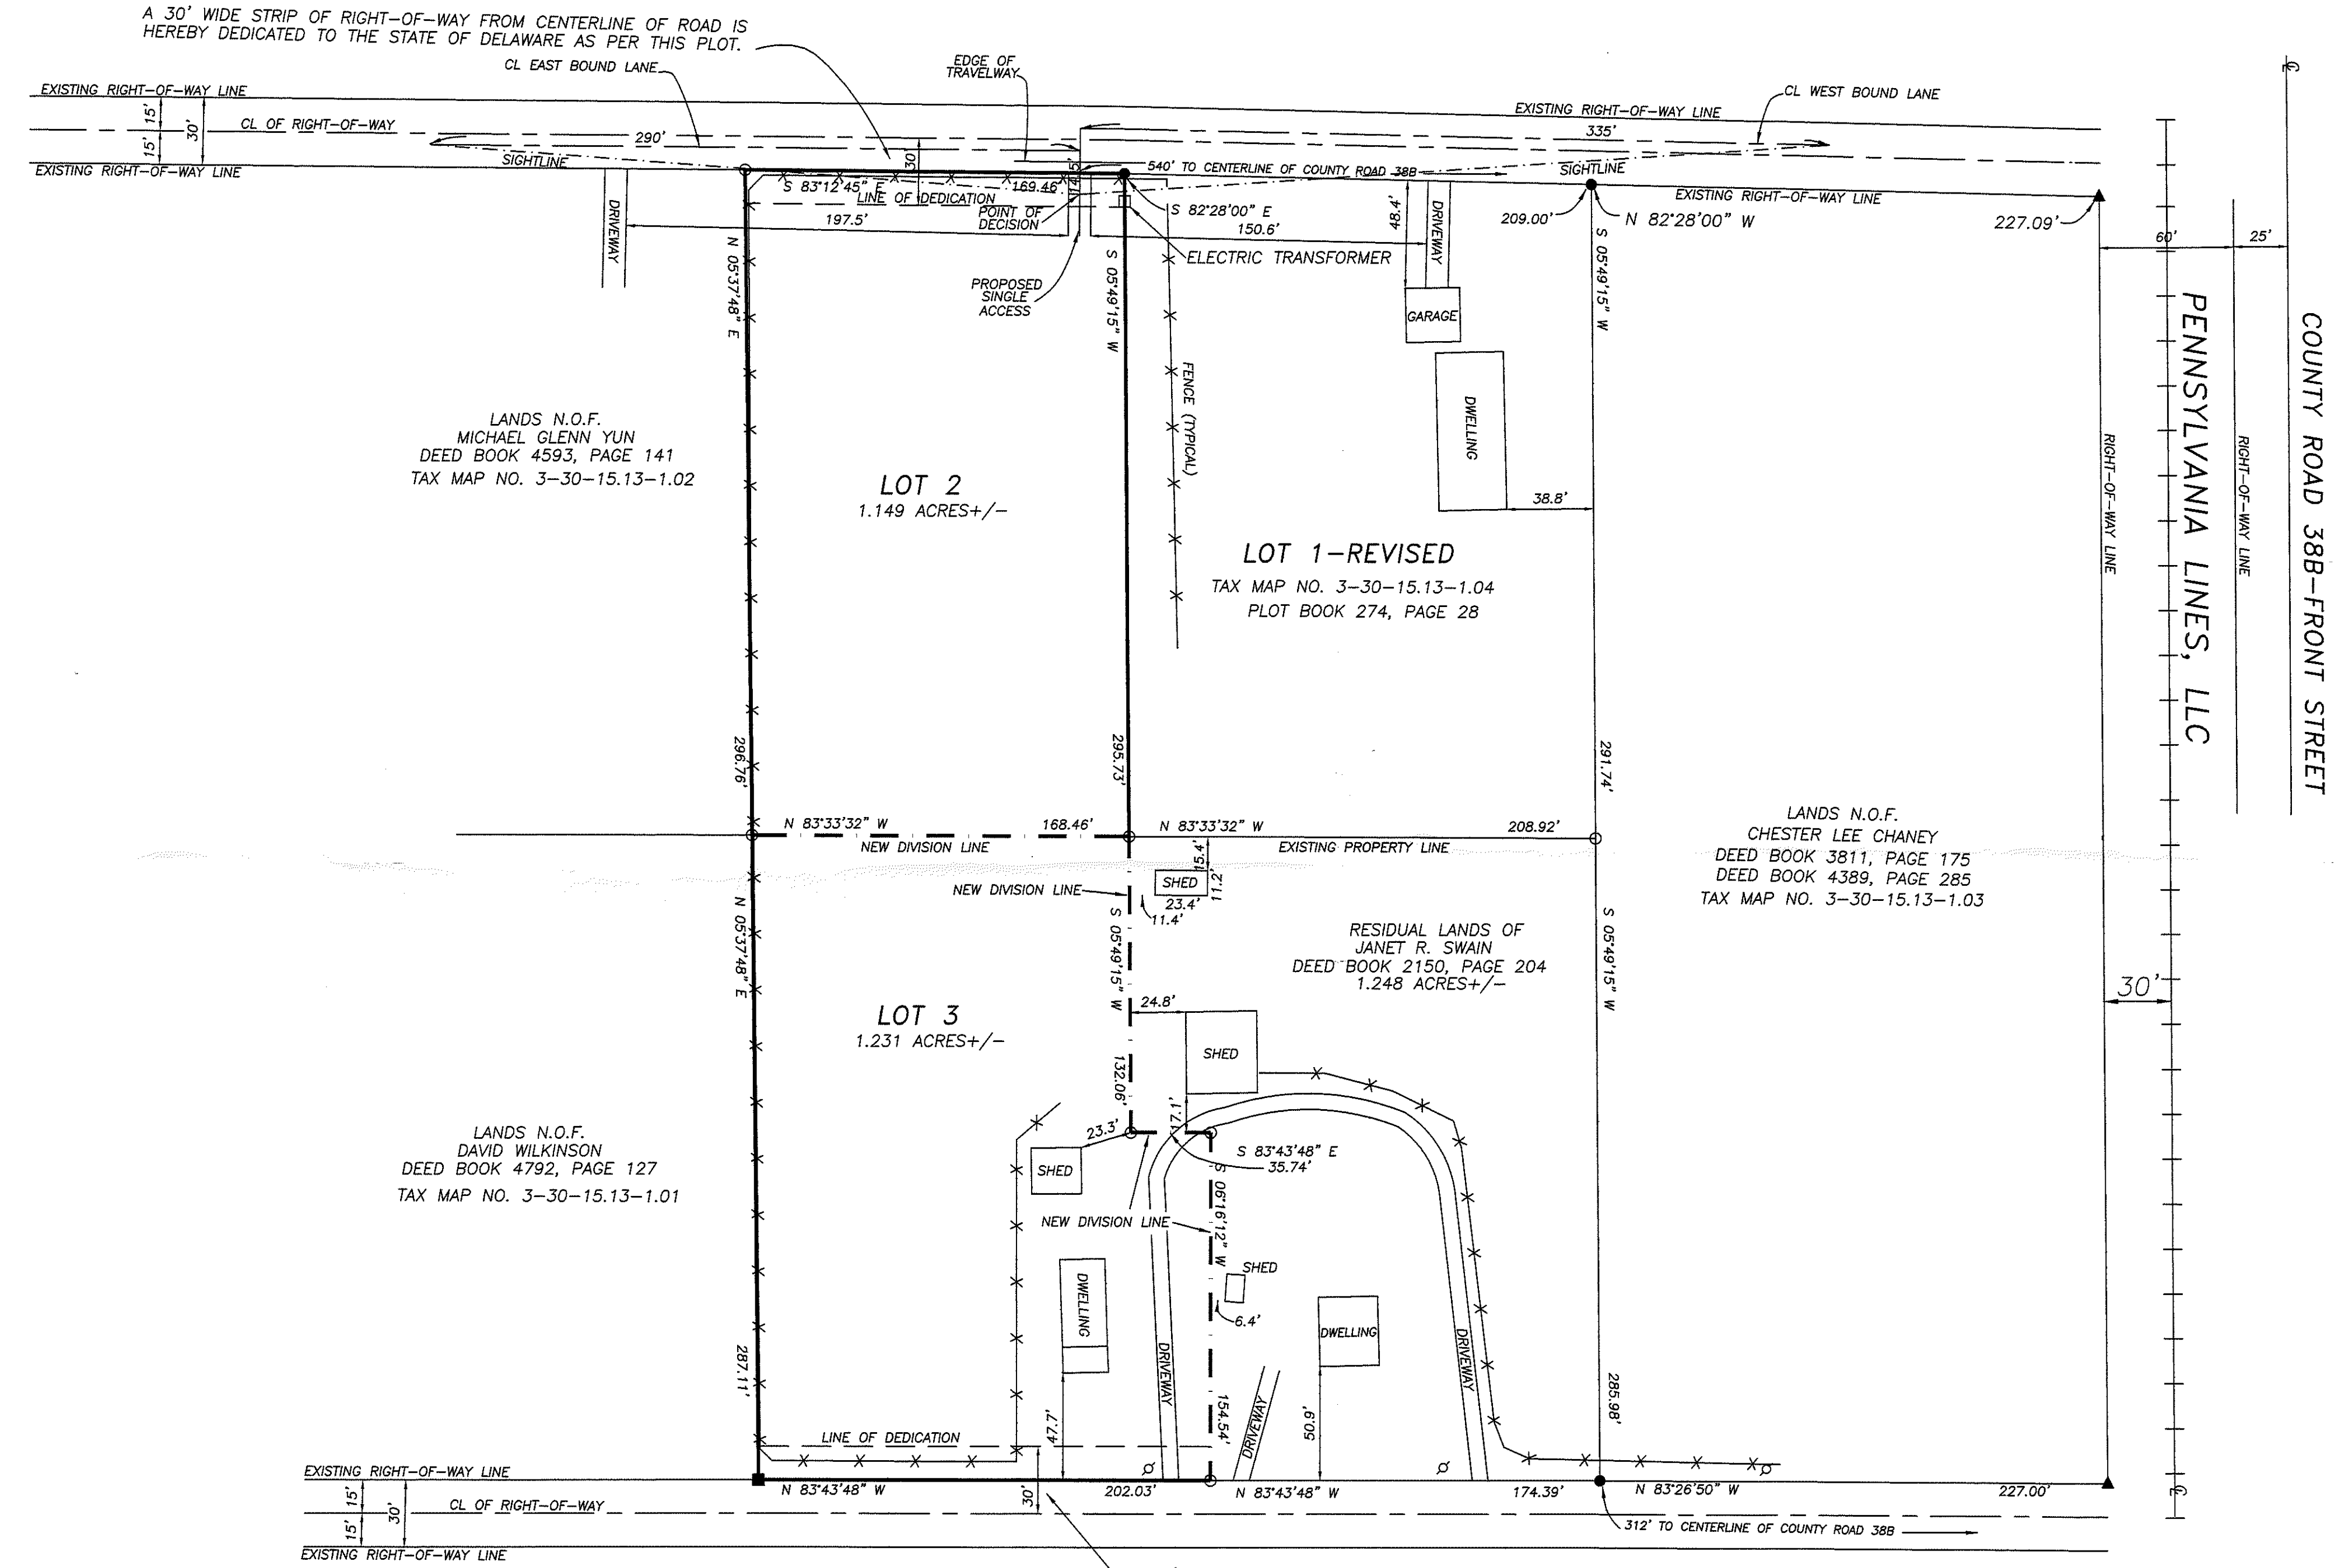 A 30' WIDE STRIP OF RIGHT-OF-WAY FROM CENTERLINE OF ROAD IS
HEREBY DEDICATED TO THE STATE OF DELAWARE AS PER THIS PLOT.
CL EAST BOUND LANE
EDGE OF
TRAVELWAY
EXISTING RIGHT-OF-WAY LINE
EXISTING RIGHT-OF-WAY LINE
CL WEST BOUND LANE
15'
30'
15'
CL OF RIGHT-OF-WAY
290'
335'
SIGHTLINE
30'
14.5'
540' TO CENTERLINE OF COUNTY ROAD 38B
SIGHTLINE
EXISTING RIGHT-OF-WAY LINE
EXISTING RIGHT-OF-WAY LINE
S 83°12'45" E
169.46'
LINE OF DEDICATION
POINT OF
DECISION
S 82°28'00" E
197.5'
150.6'
48.4'
209.00'
N 82°28'00" W
227.09'
60'
25'
DRIVEWAY
DRIVEWAY
ELECTRIC TRANSFORMER
PROPOSED
SINGLE
ACCESS
GARAGE
N 05°37'48" E
S 05°49'15" W
S 05°49'15" W
FENCE (TYPICAL)
DWELLING
38.8'
LANDS N.O.F.
MICHAEL GLENN YUN
DEED BOOK 4593, PAGE 141
TAX MAP NO. 3-30-15.13-1.02
LOT 2
1.149 ACRES+/-
LOT 1-REVISED
TAX MAP NO. 3-30-15.13-1.04
PLOT BOOK 274, PAGE 28
RIGHT-OF-WAY LINE
PENNSYLVANIA LINES, LLC
RIGHT-OF-WAY LINE
COUNTY ROAD 38B-FRONT STREET
296.76'
295.73'
291.74'
N 83°33'32" W
168.46'
NEW DIVISION LINE
N 83°33'32" W
208.92'
EXISTING PROPERTY LINE
15.4'
SHED
11.2'
23.4'
11.4'
NEW DIVISION LINE
LANDS N.O.F.
CHESTER LEE CHANEY
DEED BOOK 3811, PAGE 175
DEED BOOK 4389, PAGE 285
TAX MAP NO. 3-30-15.13-1.03
N 05°37'48" E
S 05°49'15" W
S 05°49'15" W
RESIDUAL LANDS OF
JANET R. SWAIN
DEED BOOK 2150, PAGE 204
1.248 ACRES+/-
30'
LOT 3
1.231 ACRES+/-
24.8'
SHED
132.06'
17.1'
23.3'
SHED
S 83°43'48" E
35.74'
LANDS N.O.F.
DAVID WILKINSON
DEED BOOK 4792, PAGE 127
TAX MAP NO. 3-30-15.13-1.01
NEW DIVISION LINE
S 06°16'12" W
SHED
6.4'
DWELLING
DWELLING
DRIVEWAY
DRIVEWAY
DRIVEWAY
287.11'
47.7'
154.54'
50.9'
285.98'
LINE OF DEDICATION
EXISTING RIGHT-OF-WAY LINE
N 83°43'48" W
202.03'
N 83°43'48" W
174.39'
N 83°26'50" W
227.00'
15'
30'
15'
CL OF RIGHT-OF-WAY
30'
312' TO CENTERLINE OF COUNTY ROAD 38B
EXISTING RIGHT-OF-WAY LINE